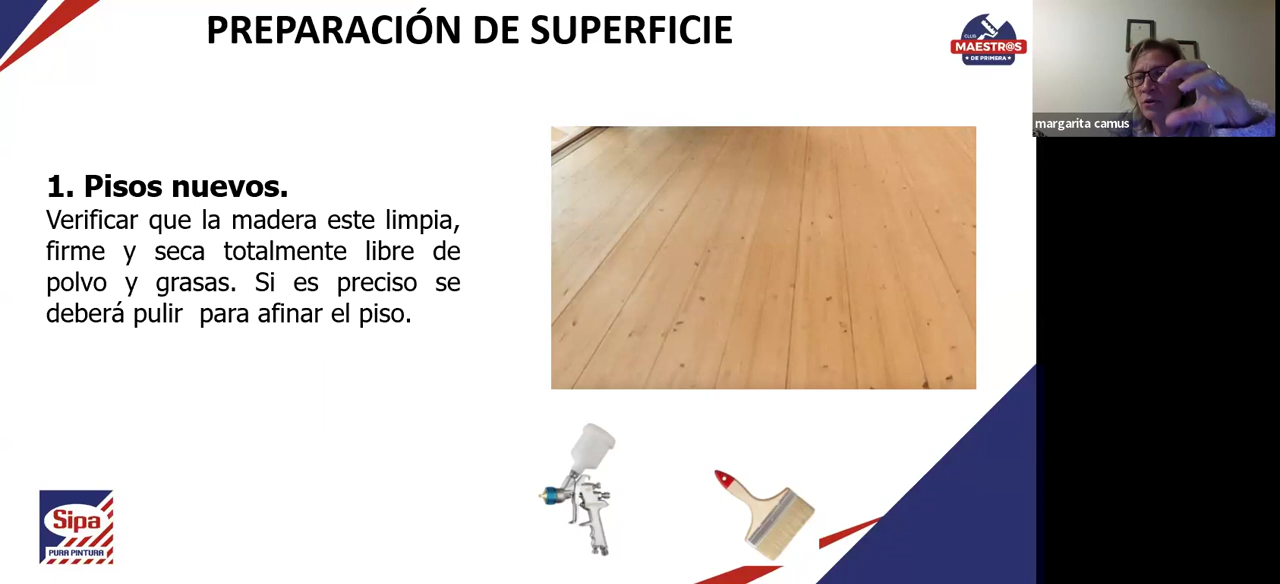 PREPARACIÓN DE SUPERFICIE
CLUB
MAESTR@S
DE PRIMERA
margarita camus
1. Pisos nuevos.
Verificar que la madera este limpia,
firme y seca totalmente libre de
polvo y grasas. Si es preciso se
deberá pulir para afinar el piso.
Sipa
PURA PINTURA